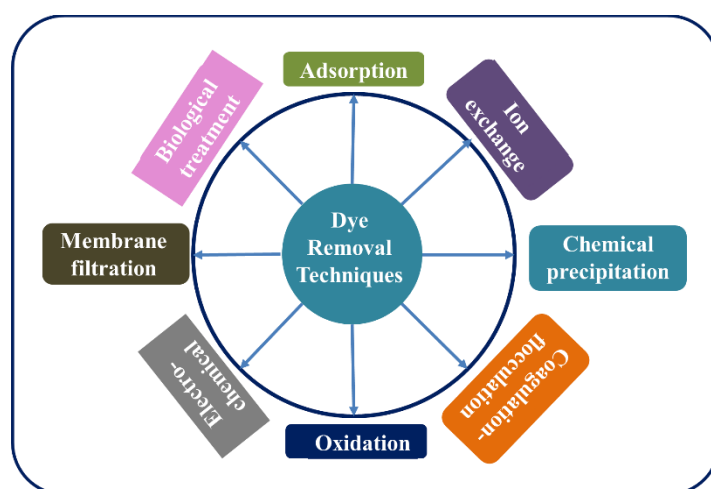 Adsorption
Ion
exchange
Chemical
precipitation
Coagulation-
flocculation
Oxidation
Electro-
chemical
Membrane
filtration
Biological
treatment
Dye
Removal
Techniques